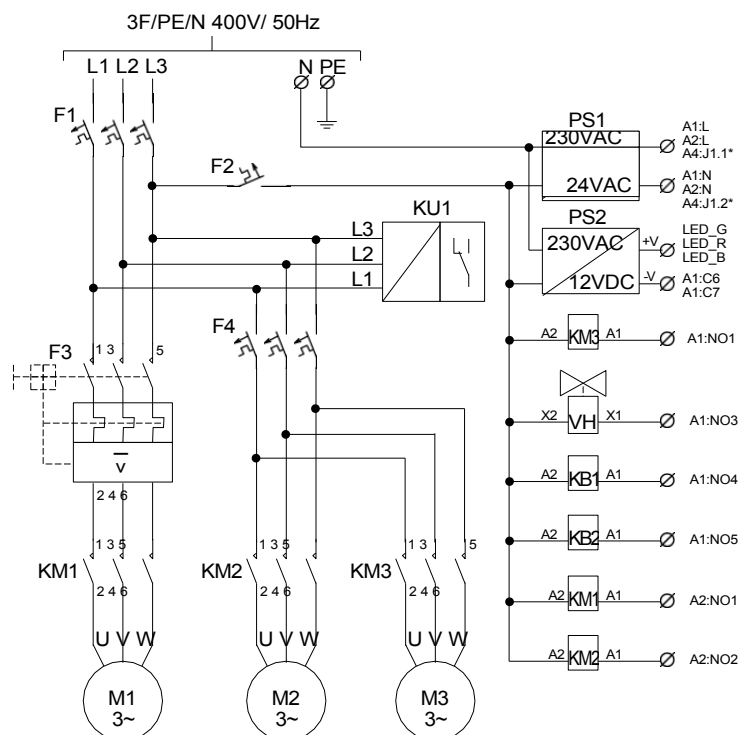 3F/PE/N 400V/ 50Hz
L1 L2 L3
N PE
F1
F2
PS1
230VAC
24VAC
A1:L
A2:L
A4:J1.1*
A1:N
A2:N
A4:J1.2*
KU1
L3
L2
L1
PS2
230VAC
12VDC
+V
-V
LED_G
LED_R
LED_B
A1:C6
A1:C7
F4
F3
1 3 5
V
2 4 6
A2 KM3 A1 A1:NO1
X2 VH X1 A1:NO3
A2 KB1 A1 A1:NO4
A2 KB2 A1 A1:NO5
A2 KM1 A1 A2:NO1
A2 KM2 A1 A2:NO2
KM1
1 3 5
2 4 6
KM2
1 3 5
2 4 6
KM3
1 3 5
2 4 6
U V W
U V W
M1
3~
M2
3~
M3
3~